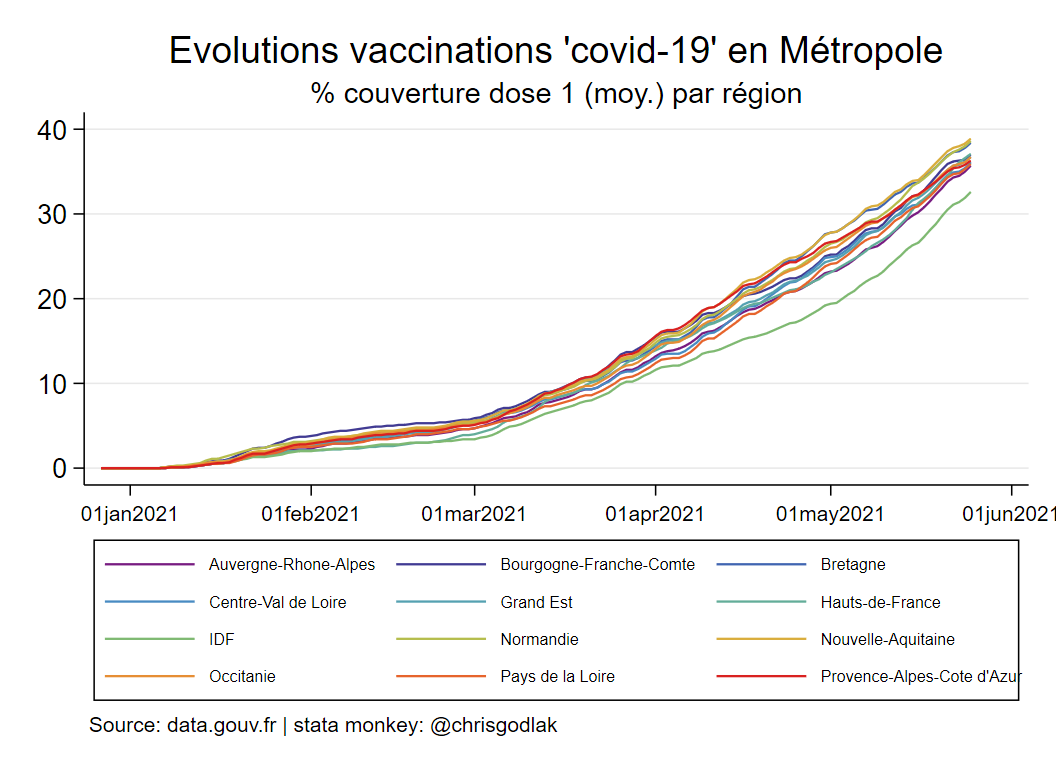 Evolutions vaccinations 'covid-19' en Métropole
% couverture dose 1 (moy.) par région
40
30
20
10
0
01jan2021 01feb2021 01mar2021 01apr2021 01may2021 01jun2021
Auvergne-Rhone-Alpes Bourgogne-Franche-Comte Bretagne
Centre-Val de Loire Grand Est Hauts-de-France
IDF Normandie Nouvelle-Aquitaine
Occitanie Pays de la Loire Provence-Alpes-Cote d'Azur
Source: data.gouv.fr | stata monkey: @chrisgodlak